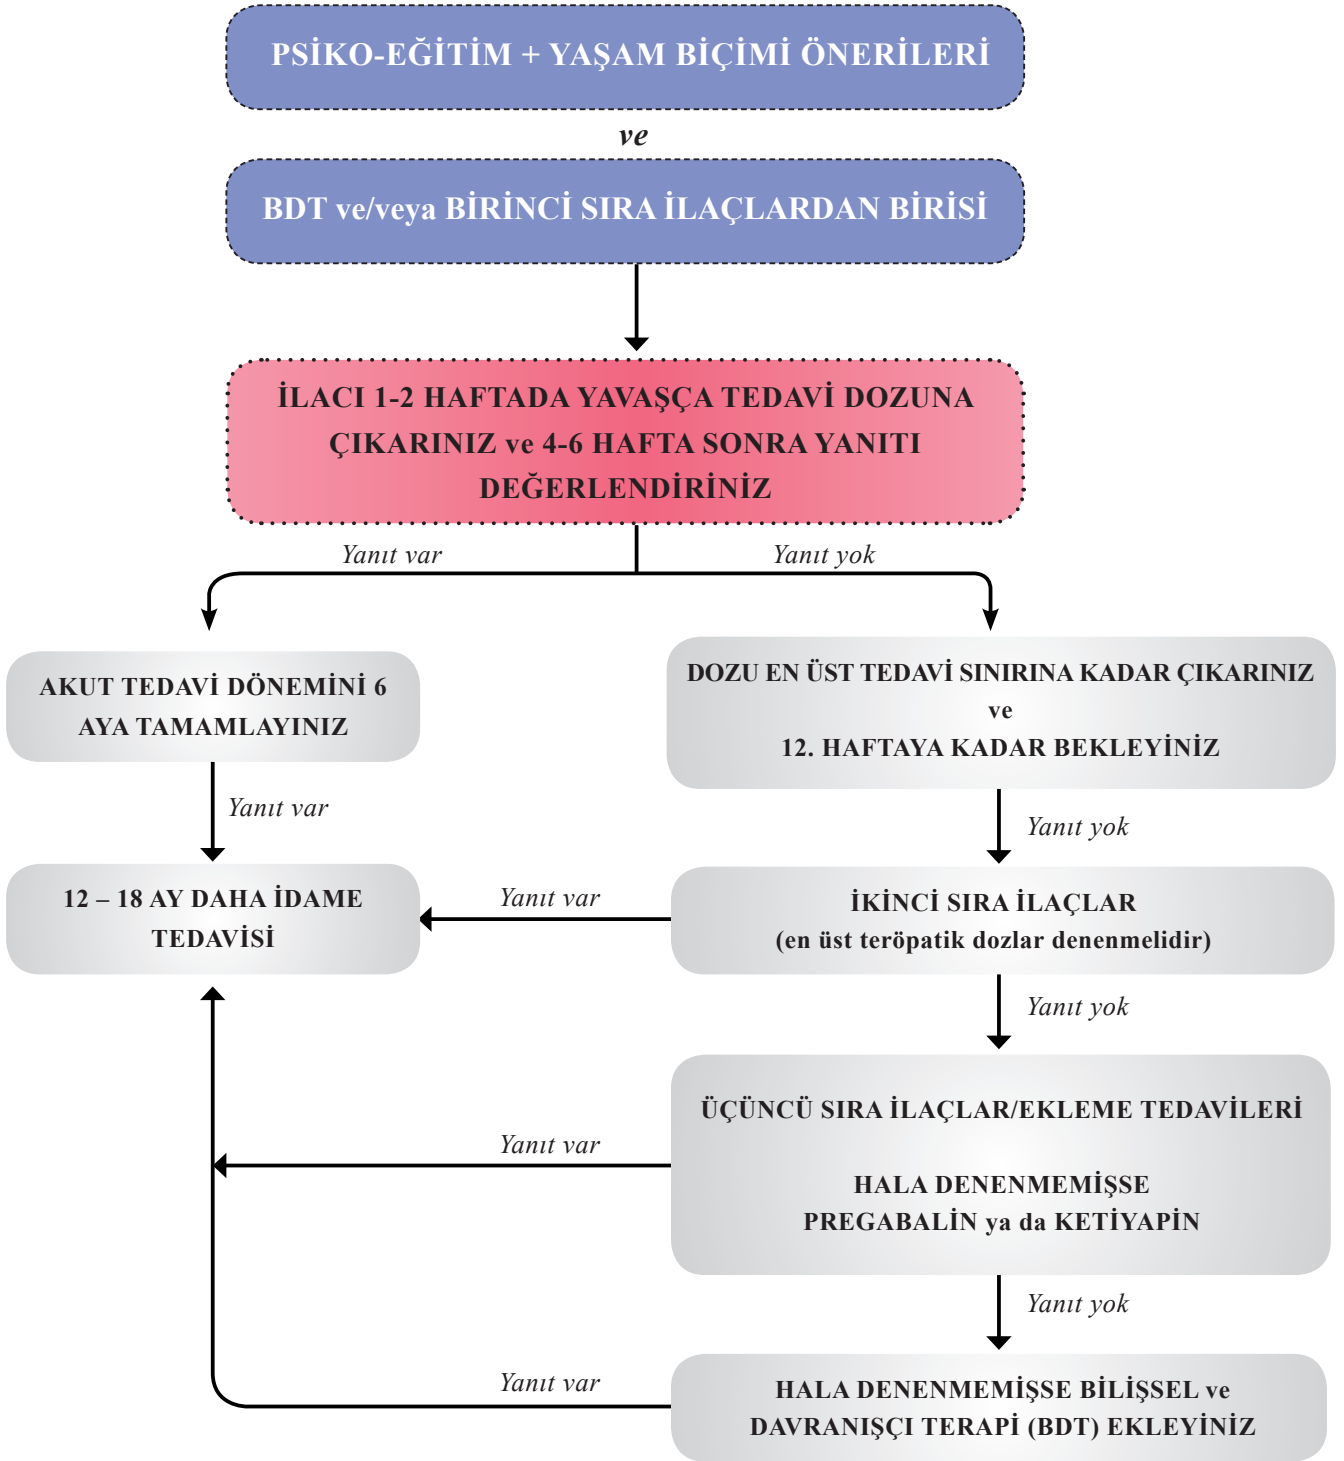 PSİKO-EĞİTİM + YAŞAM BİÇİMİ ÖNERİLERİ
ve
BDT ve/veya BİRİNCİ SIRA İLAÇLARDAN BİRİSİ
İLACI 1-2 HAFTADA YAVAŞÇA TEDAVİ DOZUNA
ÇIKARINIZ ve 4-6 HAFTA SONRA YANITI
DEĞERLENDİRİNİZ
Yanıt var
Yanıt yok
AKUT TEDAVİ DÖNEMİNİ 6
AYA TAMAMLAYINIZ
DOZU EN ÜST TEDAVİ SINIRINA KADAR ÇIKARINIZ
ve
12. HAFTAYA KADAR BEKLEYİNİZ
Yanıt var
Yanıt yok
12 – 18 AY DAHA İDAME
TEDAVİSİ
Yanıt var
İKİNCİ SIRA İLAÇLAR
(en üst teröpatik dozlar denenmelidir)
Yanıt yok
ÜÇÜNCÜ SIRA İLAÇLAR/EKLEME TEDAVİLERİ
Yanıt var
HALA DENENMEMİŞSE
PREGABALİN ya da KETİYAPİN
Yanıt yok
Yanıt var
HALA DENENMEMİŞSE BİLİŞSEL ve
DAVRANIŞÇI TERAPİ (BDT) EKLEYİNİZ